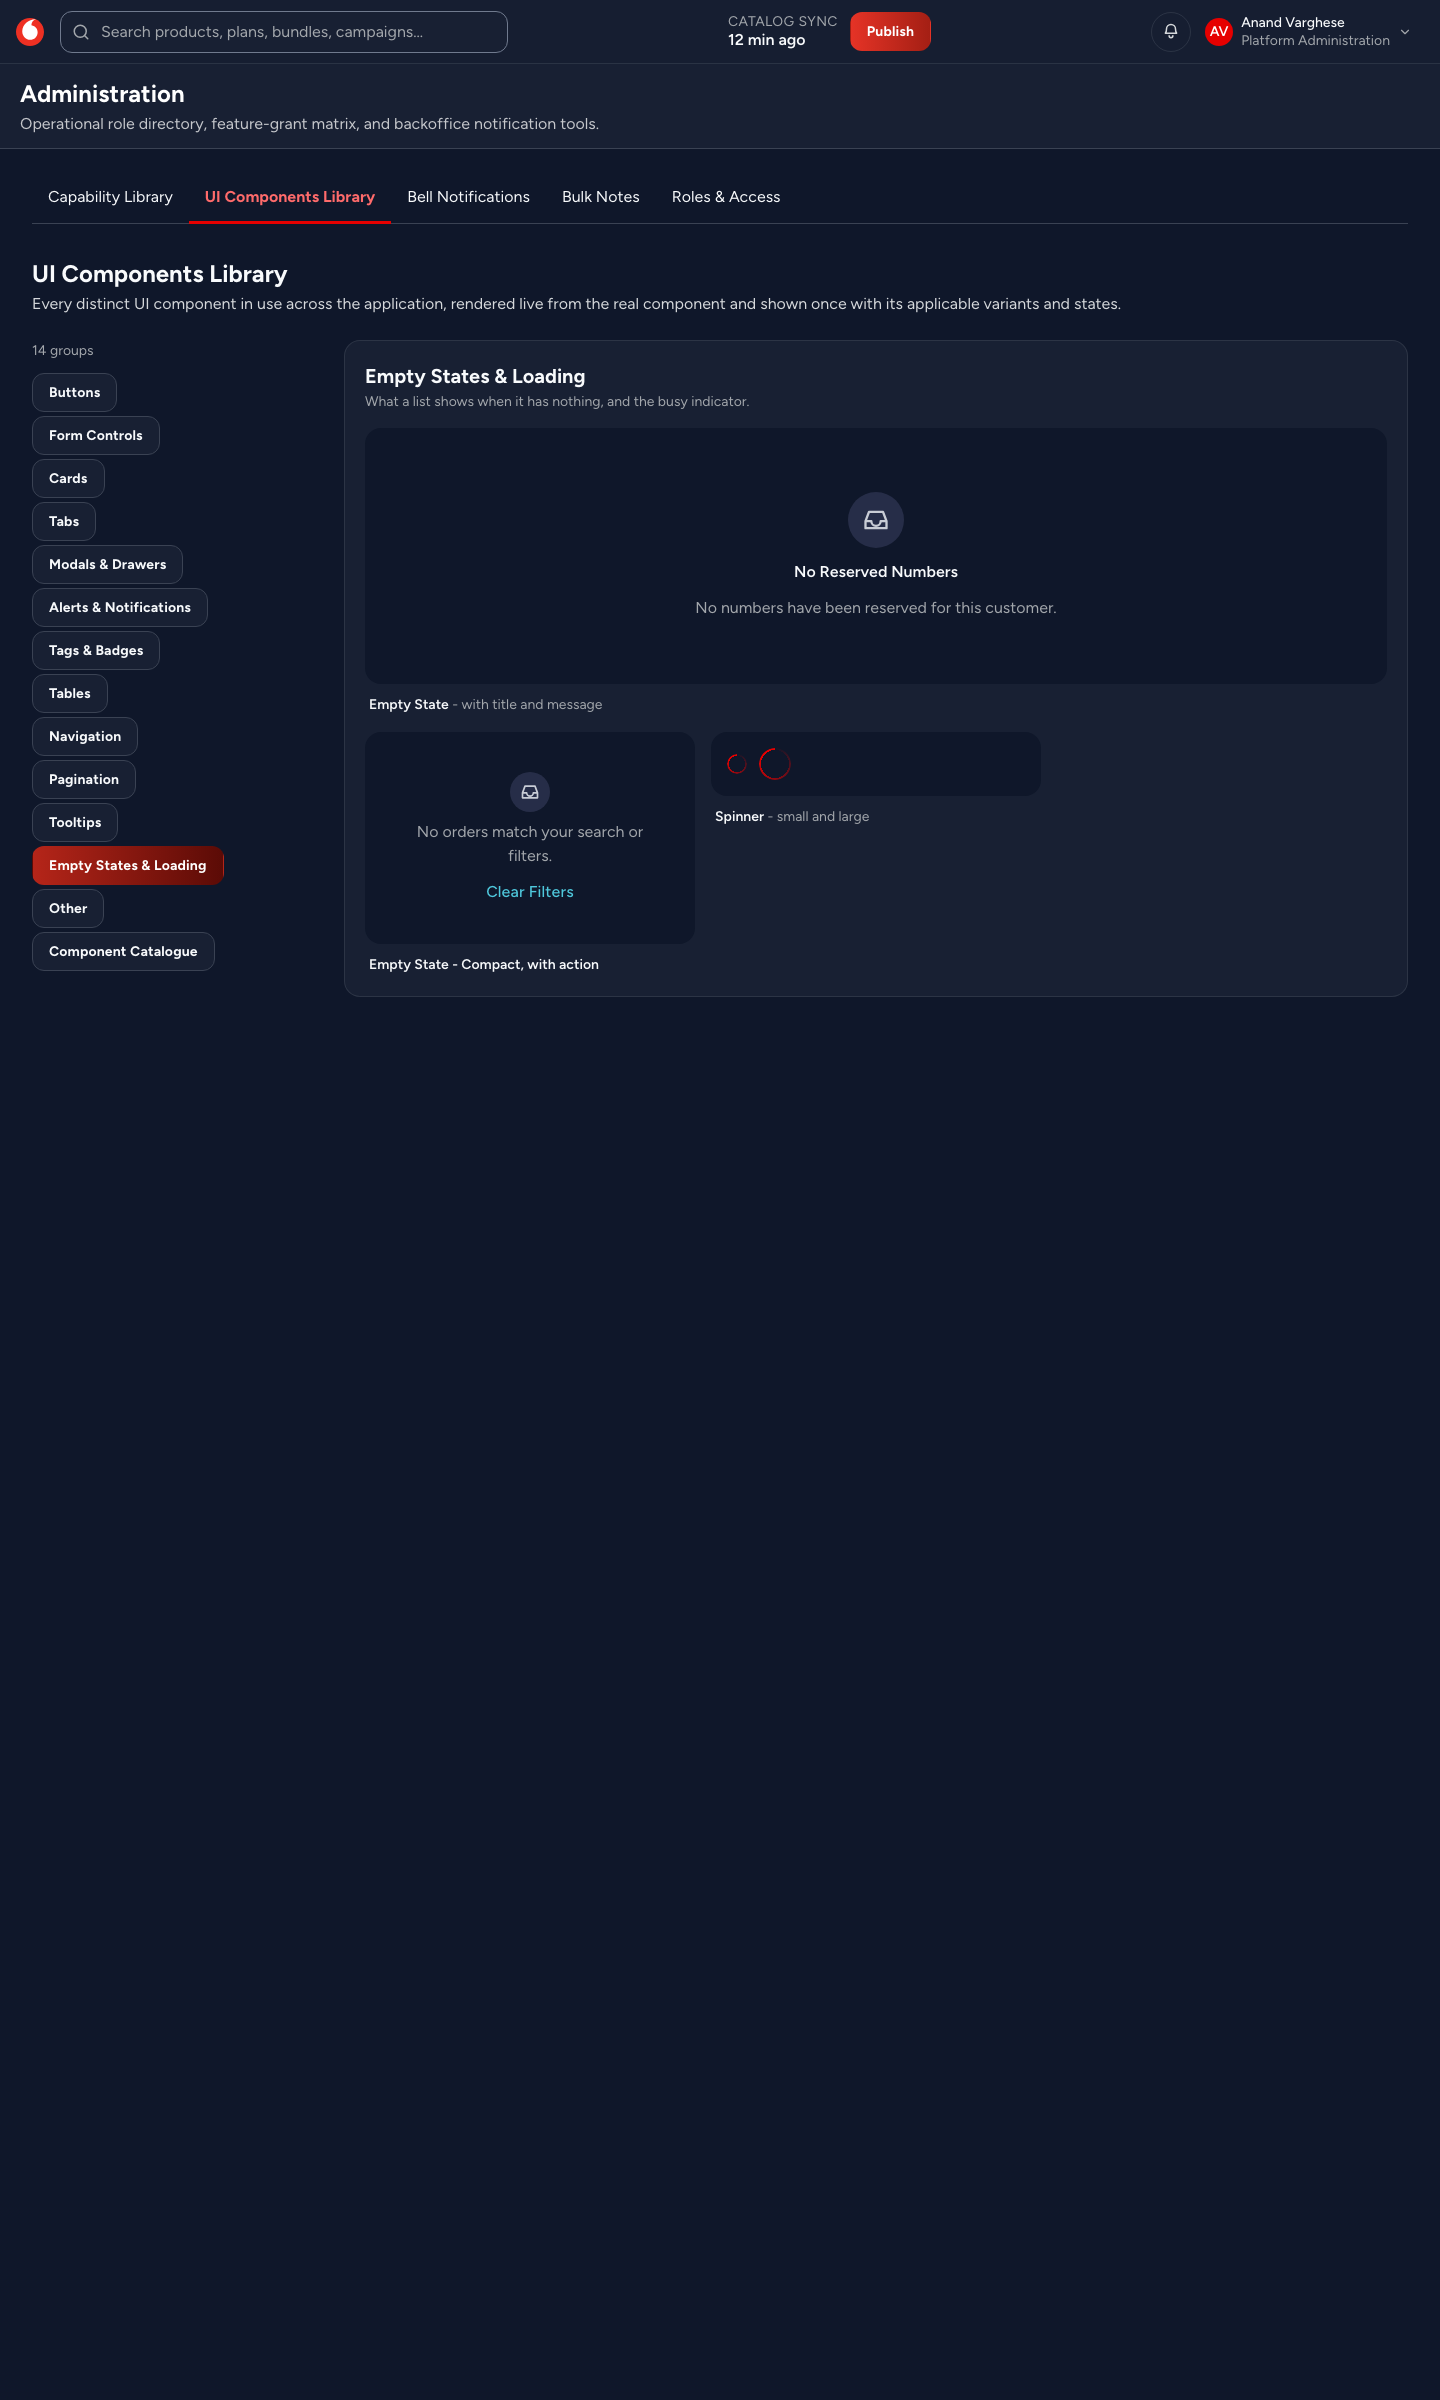 Search products, plans, bundles, campaigns...
CATALOG SYNC
12 min ago
Publish
AV
Anand Varghese
Platform Administration
Administration
Operational role directory, feature-grant matrix, and backoffice notification tools.
Capability Library
UI Components Library
Bell Notifications
Bulk Notes
Roles & Access
UI Components Library
Every distinct UI component in use across the application, rendered live from the real component and shown once with its applicable variants and states.
14 groups
Buttons
Form Controls
Cards
Tabs
Modals & Drawers
Alerts & Notifications
Tags & Badges
Tables
Navigation
Pagination
Tooltips
Empty States & Loading
Other
Component Catalogue
Empty States & Loading
What a list shows when it has nothing, and the busy indicator.
No Reserved Numbers
No numbers have been reserved for this customer.
Empty State - with title and message
No orders match your search or
filters.
Clear Filters
Empty State - Compact, with action
Spinner - small and large